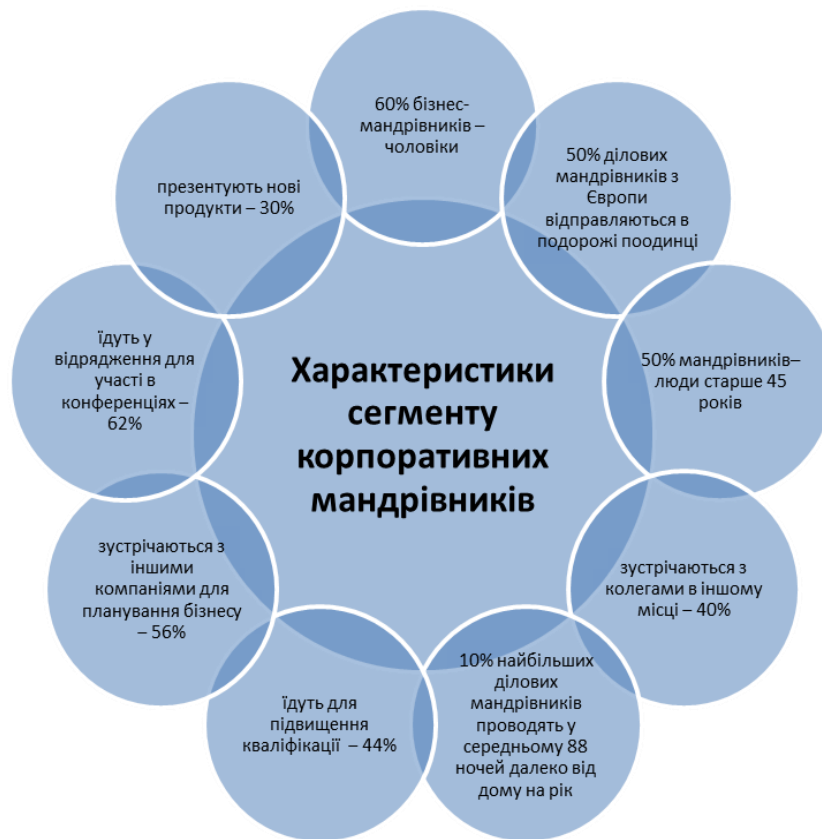 60% бізнес-
мандрівників –
чоловіки
50% ділових
мандрівників з
Європи
відправляються в
подорожі поодинці
50% мандрівників–
люди старше 45
років
зустрічаються з
колегами в іншому
місці – 40%
10% найбільших
ділових
мандрівників
проводять у
середньому 88
ночей далеко від
дому на рік
їдуть для
підвищення
кваліфікації – 44%
зустрічаються з
іншими
компаніями для
планування бізнесу
– 56%
їдуть у
відрядження для
участі в
конференціях –
62%
презентують нові
продукти – 30%
Характеристики
сегменту
корпоративних
мандрівників